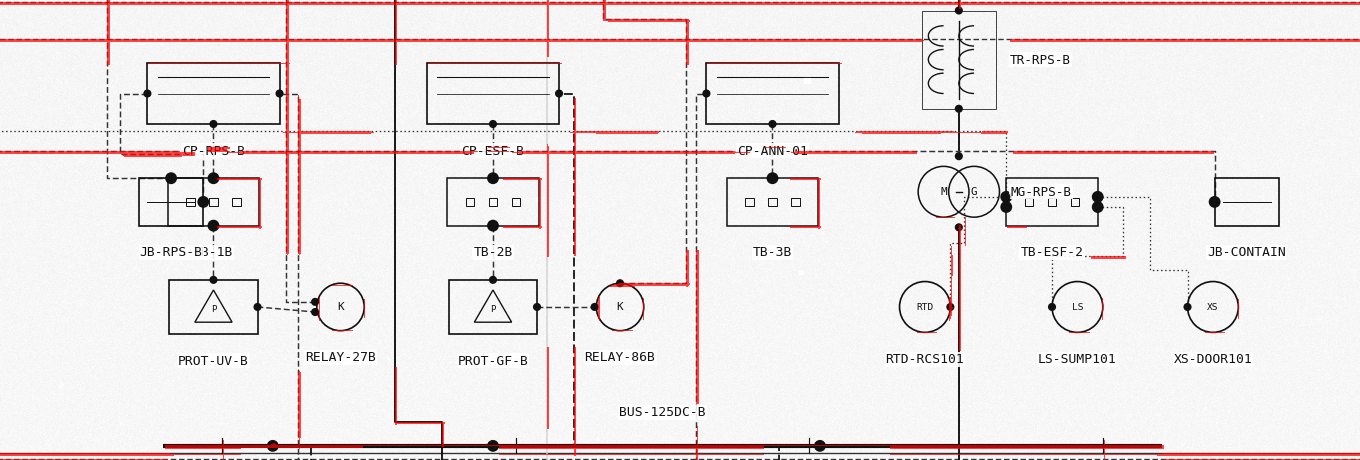 TR-RPS-B
CP-RPS-B
CP-ESF-B
CP-ANN-01
M
G
MG-RPS-B
JB-RPS-B
3-1B
TB-2B
TB-3B
TB-ESF-2
JB-CONTAIN
P
K
P
K
RTD
LS
XS
PROT-UV-B
RELAY-27B
PROT-GF-B
RELAY-86B
RTD-RCS101
LS-SUMP101
XS-DOOR101
BUS-125DC-B